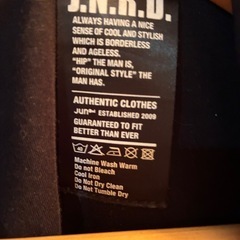 J.N.R.D.
ALWAYS HAVING A NICE
SENSE OF COOL AND STYLISH
WHICH IS BORDERLESS
AND AGELESS.
"HIP" THE MAN IS,
"ORIGINAL STYLE" THE
MAN HAS.
AUTHENTIC CLOTHES
ESTABLISHED 2009
GUARANTEED TO FIT
BETTER THAN EVER
Machine Wash Warm
Do not Bleach
Cool Iron
Do Not Dry Clean
Do Not Tumble Dry